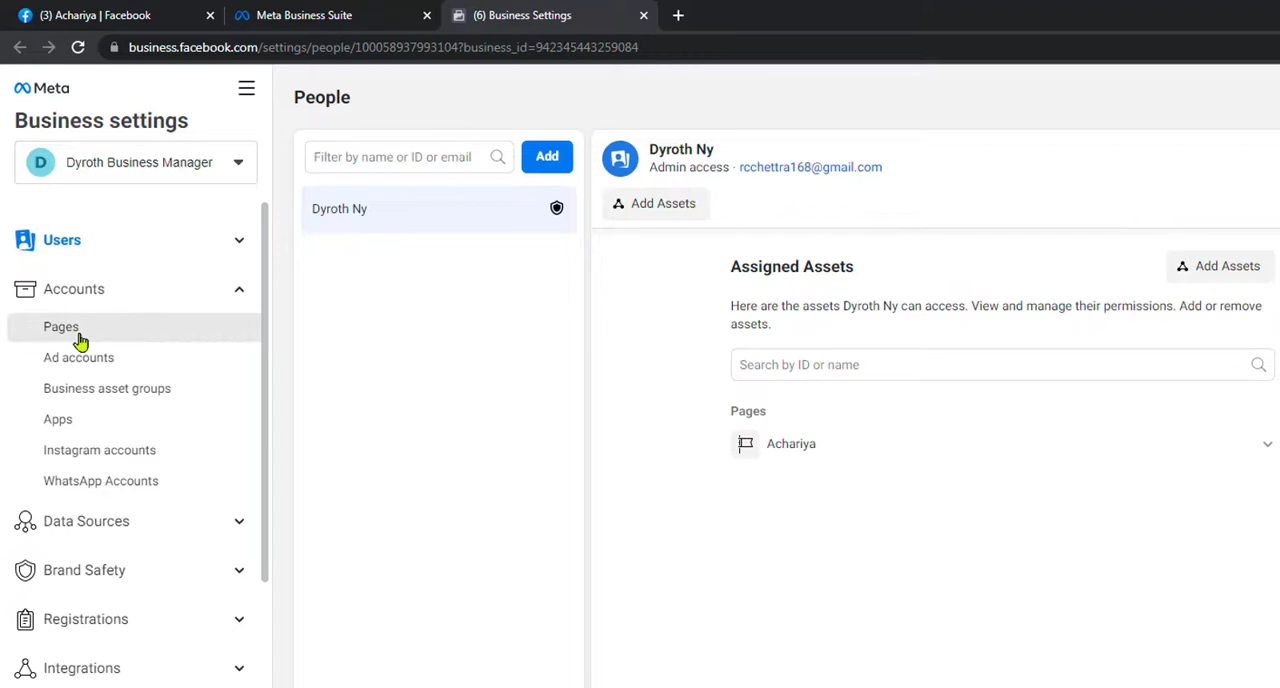 (3) Achariya | Facebook
Meta Business Suite
(6) Business Settings
business.facebook.com/settings/people/100058937993104?business_id=942345443259084
Meta
Business settings
D
Dyroth Business Manager
Users
Accounts
Pages
Ad accounts
Business asset groups
Apps
Instagram accounts
WhatsApp Accounts
Data Sources
Brand Safety
Registrations
Integrations
People
Filter by name or ID or email
Add
Dyroth Ny
Dyroth Ny
Admin access · rcchettra168@gmail.com
Add Assets
Assigned Assets
Add Assets
Here are the assets Dyroth Ny can access. View and manage their permissions. Add or remove
assets.
Search by ID or name
Pages
Achariya